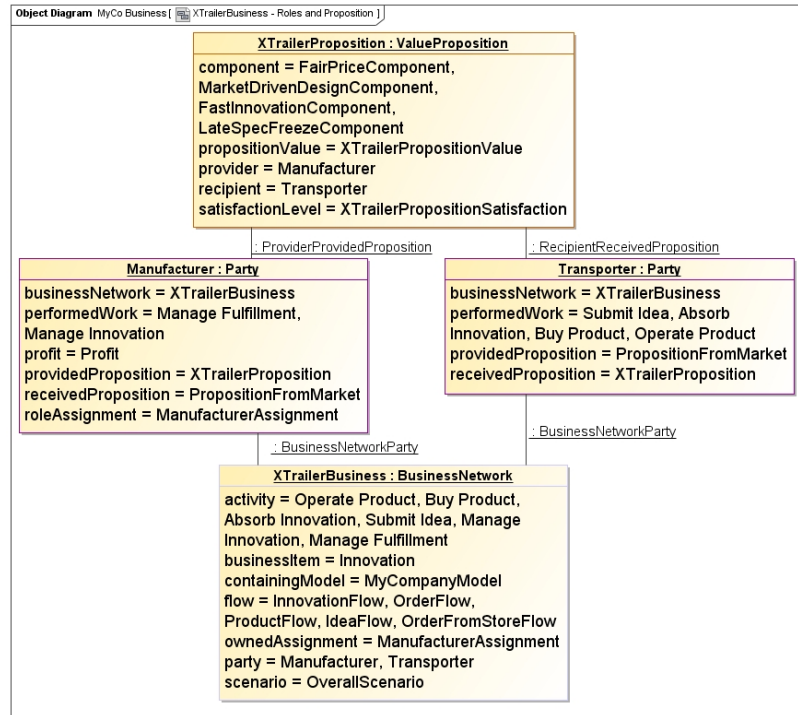 Object Diagram MyCo Business [ XTrailerBusiness - Roles and Proposition ]
XTrailerProposition : ValueProposition
component = FairPriceComponent,
MarketDrivenDesignComponent,
FastInnovationComponent,
LateSpecFreezeComponent
propositionValue = XTrailerPropositionValue
provider = Manufacturer
recipient = Transporter
satisfactionLevel = XTrailerPropositionSatisfaction
: ProviderProvidedProposition
: RecipientReceivedProposition
Manufacturer : Party
businessNetwork = XTrailerBusiness
performedWork = Manage Fulfillment,
Manage Innovation
profit = Profit
providedProposition = XTrailerProposition
receivedProposition = PropositionFromMarket
roleAssignment = ManufacturerAssignment
Transporter : Party
businessNetwork = XTrailerBusiness
performedWork = Submit Idea, Absorb
Innovation, Buy Product, Operate Product
providedProposition = PropositionFromMarket
receivedProposition = XTrailerProposition
: BusinessNetworkParty
: BusinessNetworkParty
XTrailerBusiness : BusinessNetwork
activity = Operate Product, Buy Product,
Absorb Innovation, Submit Idea, Manage
Innovation, Manage Fulfillment
businessItem = Innovation
containingModel = MyCompanyModel
flow = InnovationFlow, OrderFlow,
ProductFlow, IdeaFlow, OrderFromStoreFlow
ownedAssignment = ManufacturerAssignment
party = Manufacturer, Transporter
scenario = OverallScenario